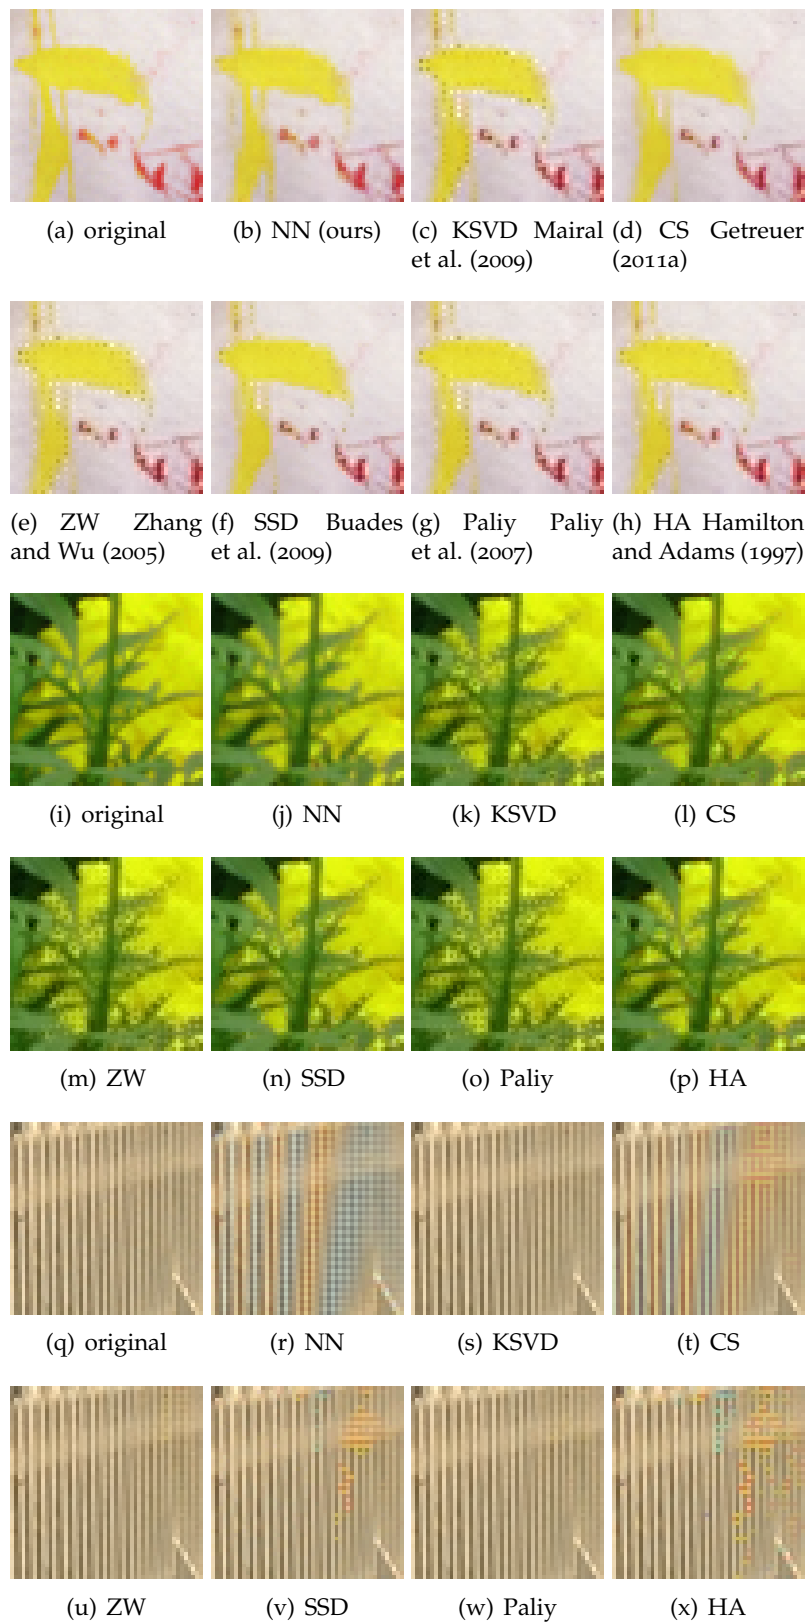 (a) original
(b) NN (ours)
(c) KSVD Mairal et al. (2009)
(d) CS Getreuer (2011a)
(e) ZW Zhang and Wu (2005)
(f) SSD Buades et al. (2009)
(g) Paliy Paliy et al. (2007)
(h) HA Hamilton and Adams (1997)
(i) original
(j) NN
(k) KSVD
(l) CS
(m) ZW
(n) SSD
(o) Paliy
(p) HA
(q) original
(r) NN
(s) KSVD
(t) CS
(u) ZW
(v) SSD
(w) Paliy
(x) HA